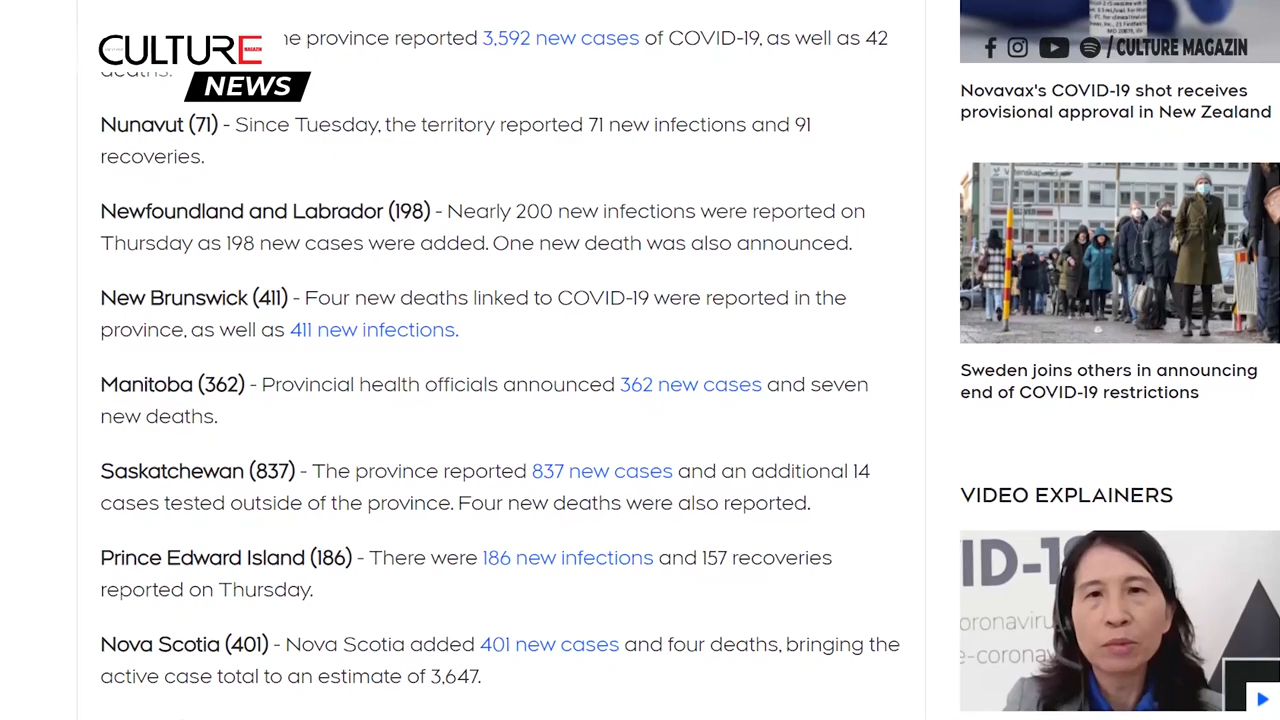 CULTURE
MAGAZIN
NEWS
he province reported 3,592 new cases of COVID-19, as well as 42
deaths.
Nunavut (71) - Since Tuesday, the territory reported 71 new infections and 91
recoveries.
Newfoundland and Labrador (198) - Nearly 200 new infections were reported on
Thursday as 198 new cases were added. One new death was also announced.
New Brunswick (411) - Four new deaths linked to COVID-19 were reported in the
province, as well as 411 new infections.
Manitoba (362) - Provincial health officials announced 362 new cases and seven
new deaths.
Saskatchewan (837) - The province reported 837 new cases and an additional 14
cases tested outside of the province. Four new deaths were also reported.
Prince Edward Island (186) - There were 186 new infections and 157 recoveries
reported on Thursday.
Nova Scotia (401) - Nova Scotia added 401 new cases and four deaths, bringing the
active case total to an estimate of 3,647.
/ CULTURE MAGAZIN
Novavax's COVID-19 shot receives
provisional approval in New Zealand
Sweden joins others in announcing
end of COVID-19 restrictions
VIDEO EXPLAINERS
ID-19
oronaviru
e-corona